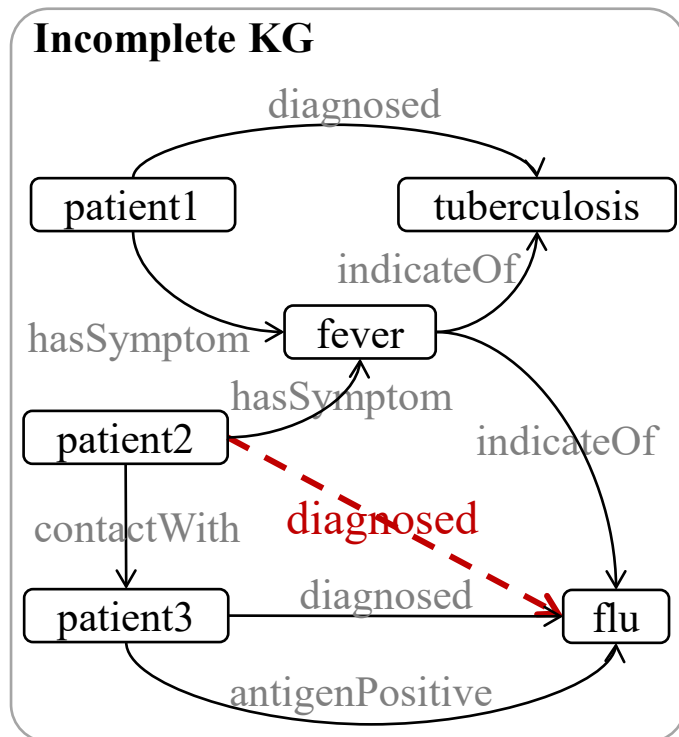 Incomplete KG
diagnosed
patient1
tuberculosis
indicateOf
hasSymptom
fever
hasSymptom
patient2
indicateOf
diagnosed
contactWith
diagnosed
patient3
flu
antigenPositive